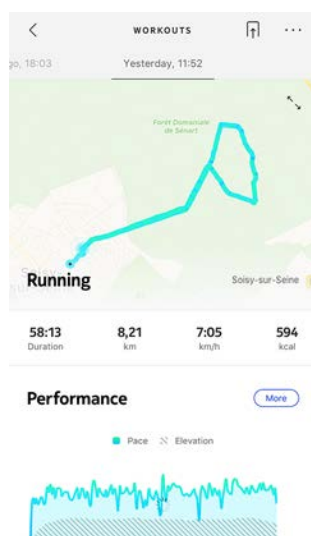 WORKOUTS
go, 18:03 Yesterday, 11:52
Forêt Domaniale
de Sénart
Running Soisy-sur-Seine
58:13 8,21 7:05 594
Duration km km/h kcal
Performance More
Pace Elevation